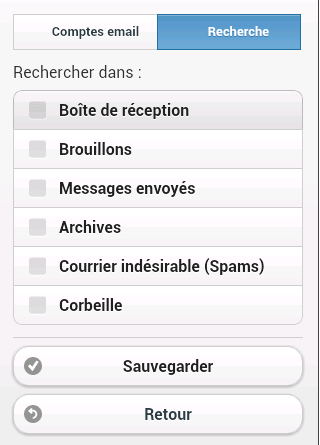 Comptes email
Recherche
Rechercher dans :
Boîte de réception
Brouillons
Messages envoyés
Archives
Courrier indésirable (Spams)
Corbeille
Sauvegarder
Retour